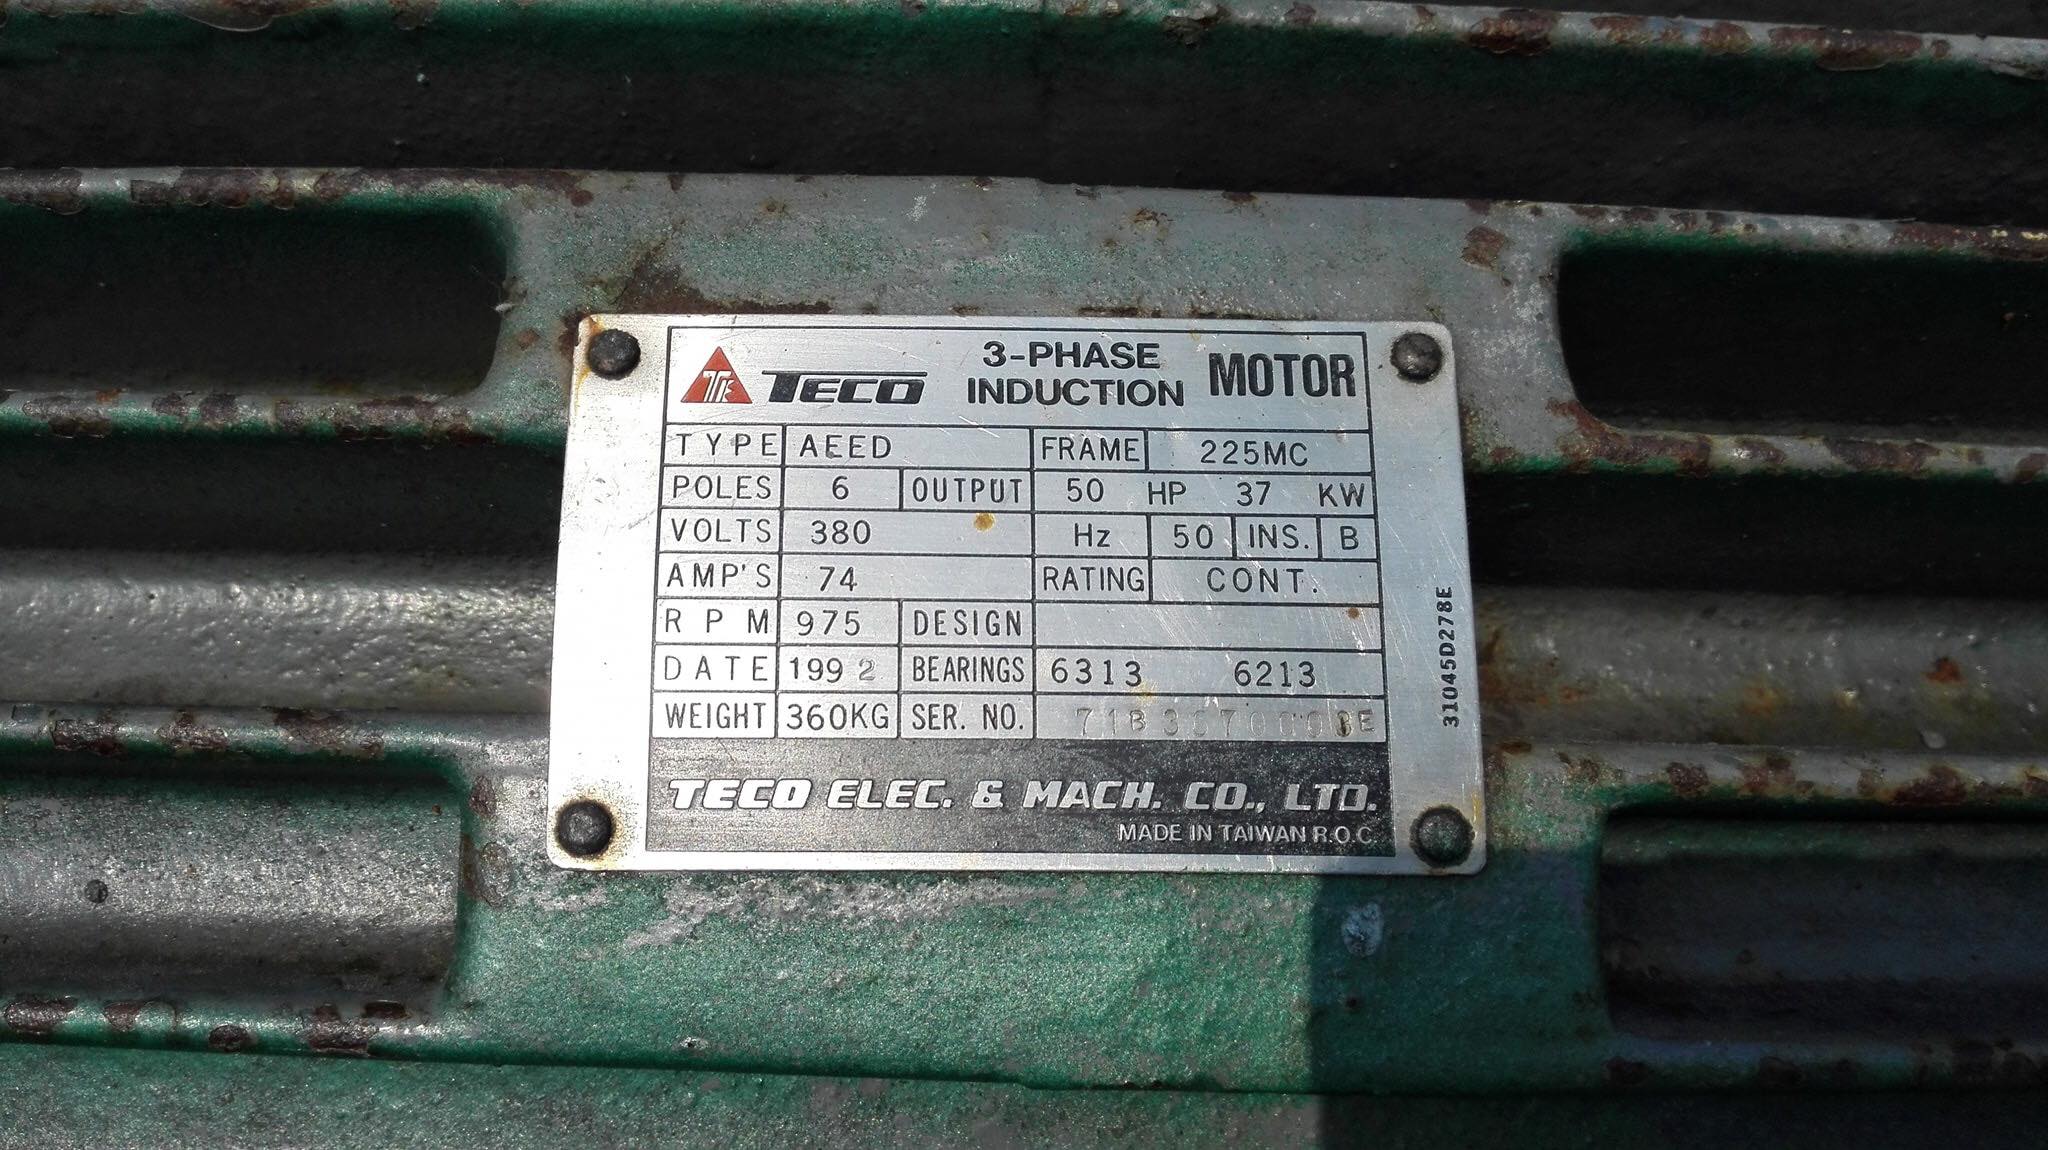 TE TECO 3-PHASE INDUCTION MOTOR
TYPE AEED FRAME 225MC
POLES 6 OUTPUT 50 HP 37 KW
VOLTS 380 Hz 50 INS. B
AMP'S 74 RATING CONT.
RPM 975 DESIGN
DATE 1992 BEARINGS 6313 6213
WEIGHT 360KG SER. NO.
TECO ELEC. & MACH. CO., LTD.
MADE IN TAIWAN R.O.C.
31045D278E